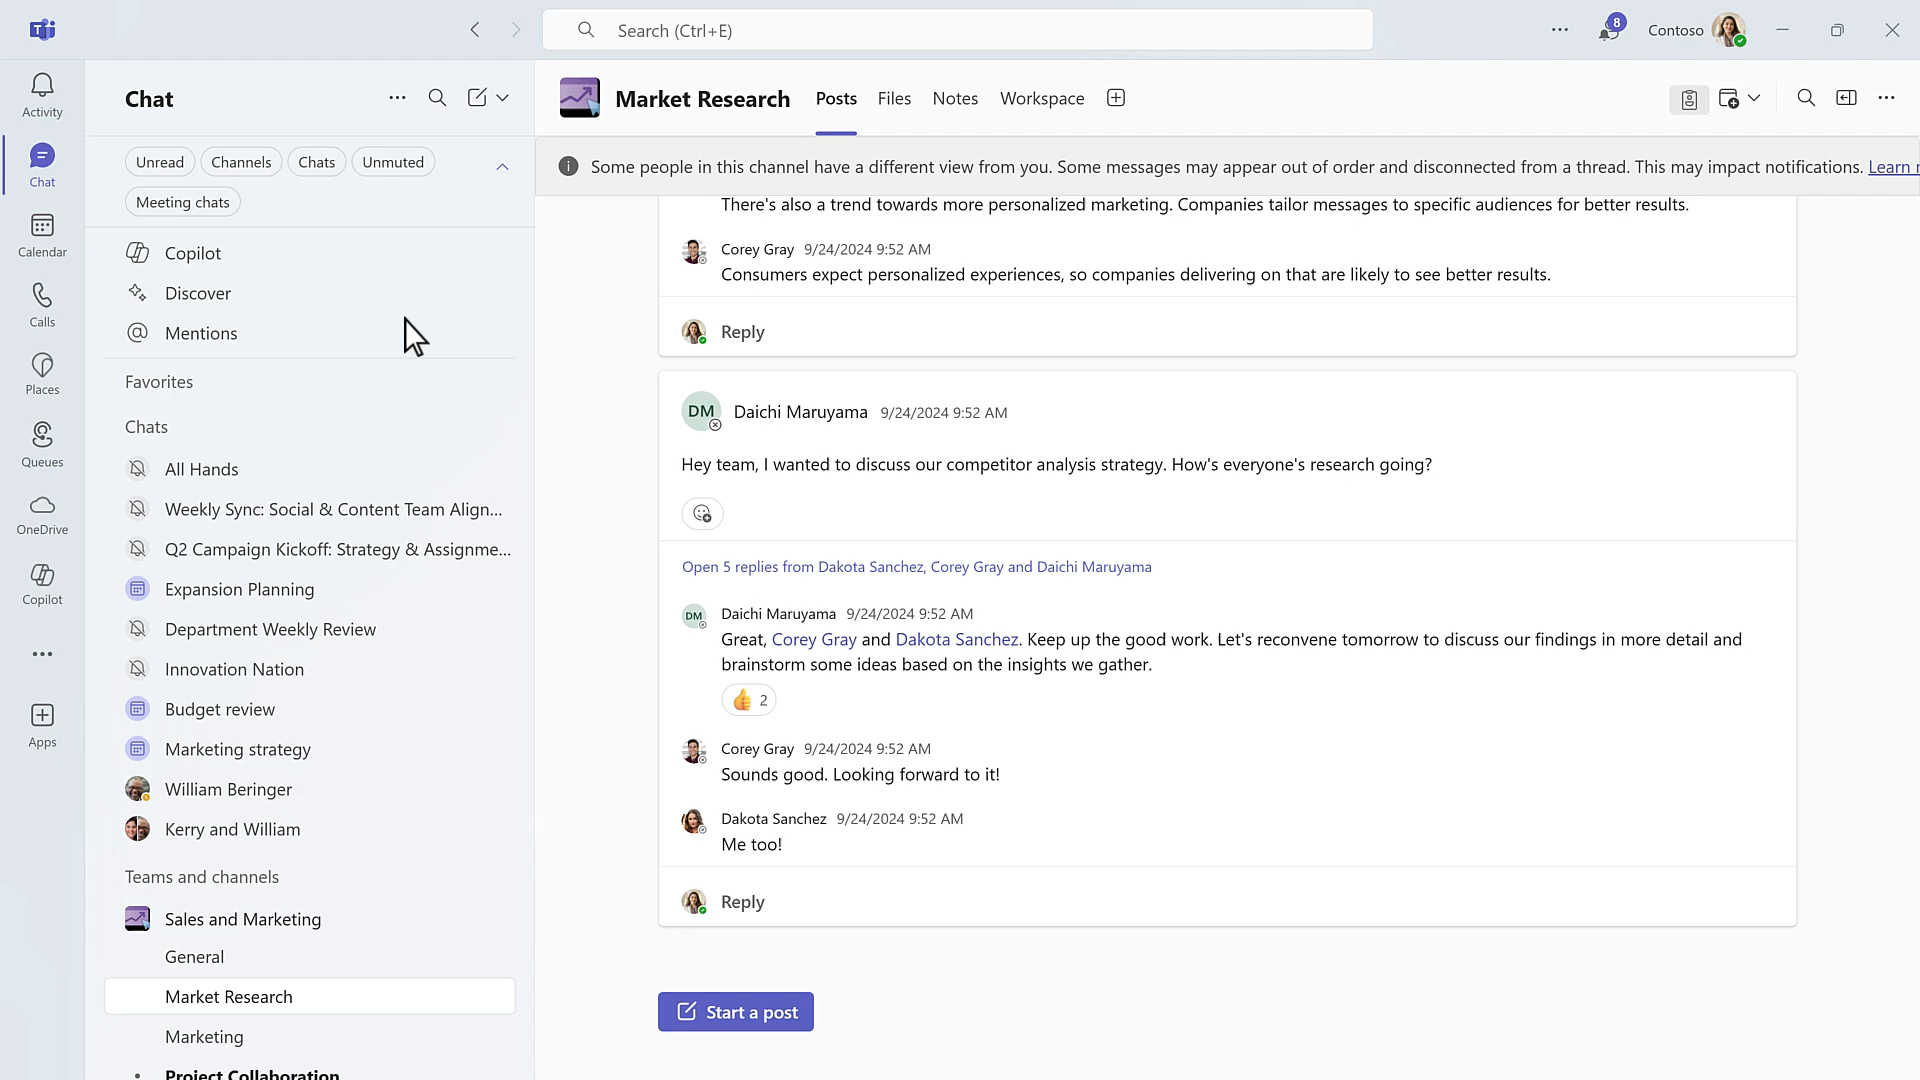 Search (Ctrl+E)
8
Contoso
Activity
Chat
Calendar
Calls
Places
Queues
OneDrive
Copilot
Apps
Chat
Unread
Channels
Chats
Unmuted
Meeting chats
Copilot
Discover
Mentions
Favorites
Chats
All Hands
Weekly Sync: Social & Content Team Align...
Q2 Campaign Kickoff: Strategy & Assignme...
Expansion Planning
Department Weekly Review
Innovation Nation
Budget review
Marketing strategy
William Beringer
Kerry and William
Teams and channels
Sales and Marketing
General
Market Research
Marketing
Project Collaboration
Market Research
Posts
Files
Notes
Workspace
Some people in this channel have a different view from you. Some messages may appear out of order and disconnected from a thread. This may impact notifications. Learn
There's also a trend towards more personalized marketing. Companies tailor messages to specific audiences for better results.
Corey Gray 9/24/2024 9:52 AM
Consumers expect personalized experiences, so companies delivering on that are likely to see better results.
Reply
DM Daichi Maruyama 9/24/2024 9:52 AM
Hey team, I wanted to discuss our competitor analysis strategy. How's everyone's research going?
Open 5 replies from Dakota Sanchez, Corey Gray and Daichi Maruyama
DM Daichi Maruyama 9/24/2024 9:52 AM
Great, Corey Gray and Dakota Sanchez. Keep up the good work. Let's reconvene tomorrow to discuss our findings in more detail and
brainstorm some ideas based on the insights we gather.
👍 2
Corey Gray 9/24/2024 9:52 AM
Sounds good. Looking forward to it!
Dakota Sanchez 9/24/2024 9:52 AM
Me too!
Reply
Start a post